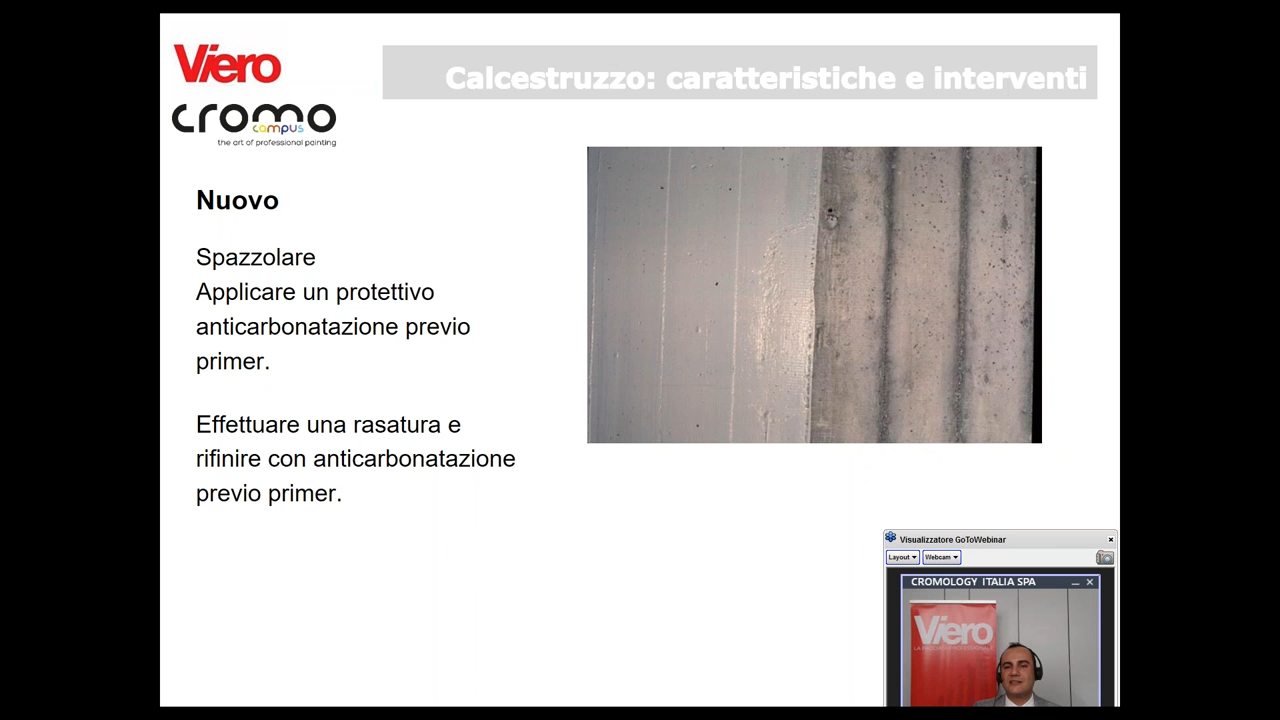 Viero
cromo
campus
the art of professional painting
Calcestruzzo: caratteristiche e interventi
Nuovo
Spazzolare
Applicare un protettivo
anticarbonatazione previo
primer.
Effettuare una rasatura e
rifinire con anticarbonatazione
previo primer.
Visualizzatore GoToWebinar
Layout
Webcam
CROMOLOGY ITALIA SPA
Viero